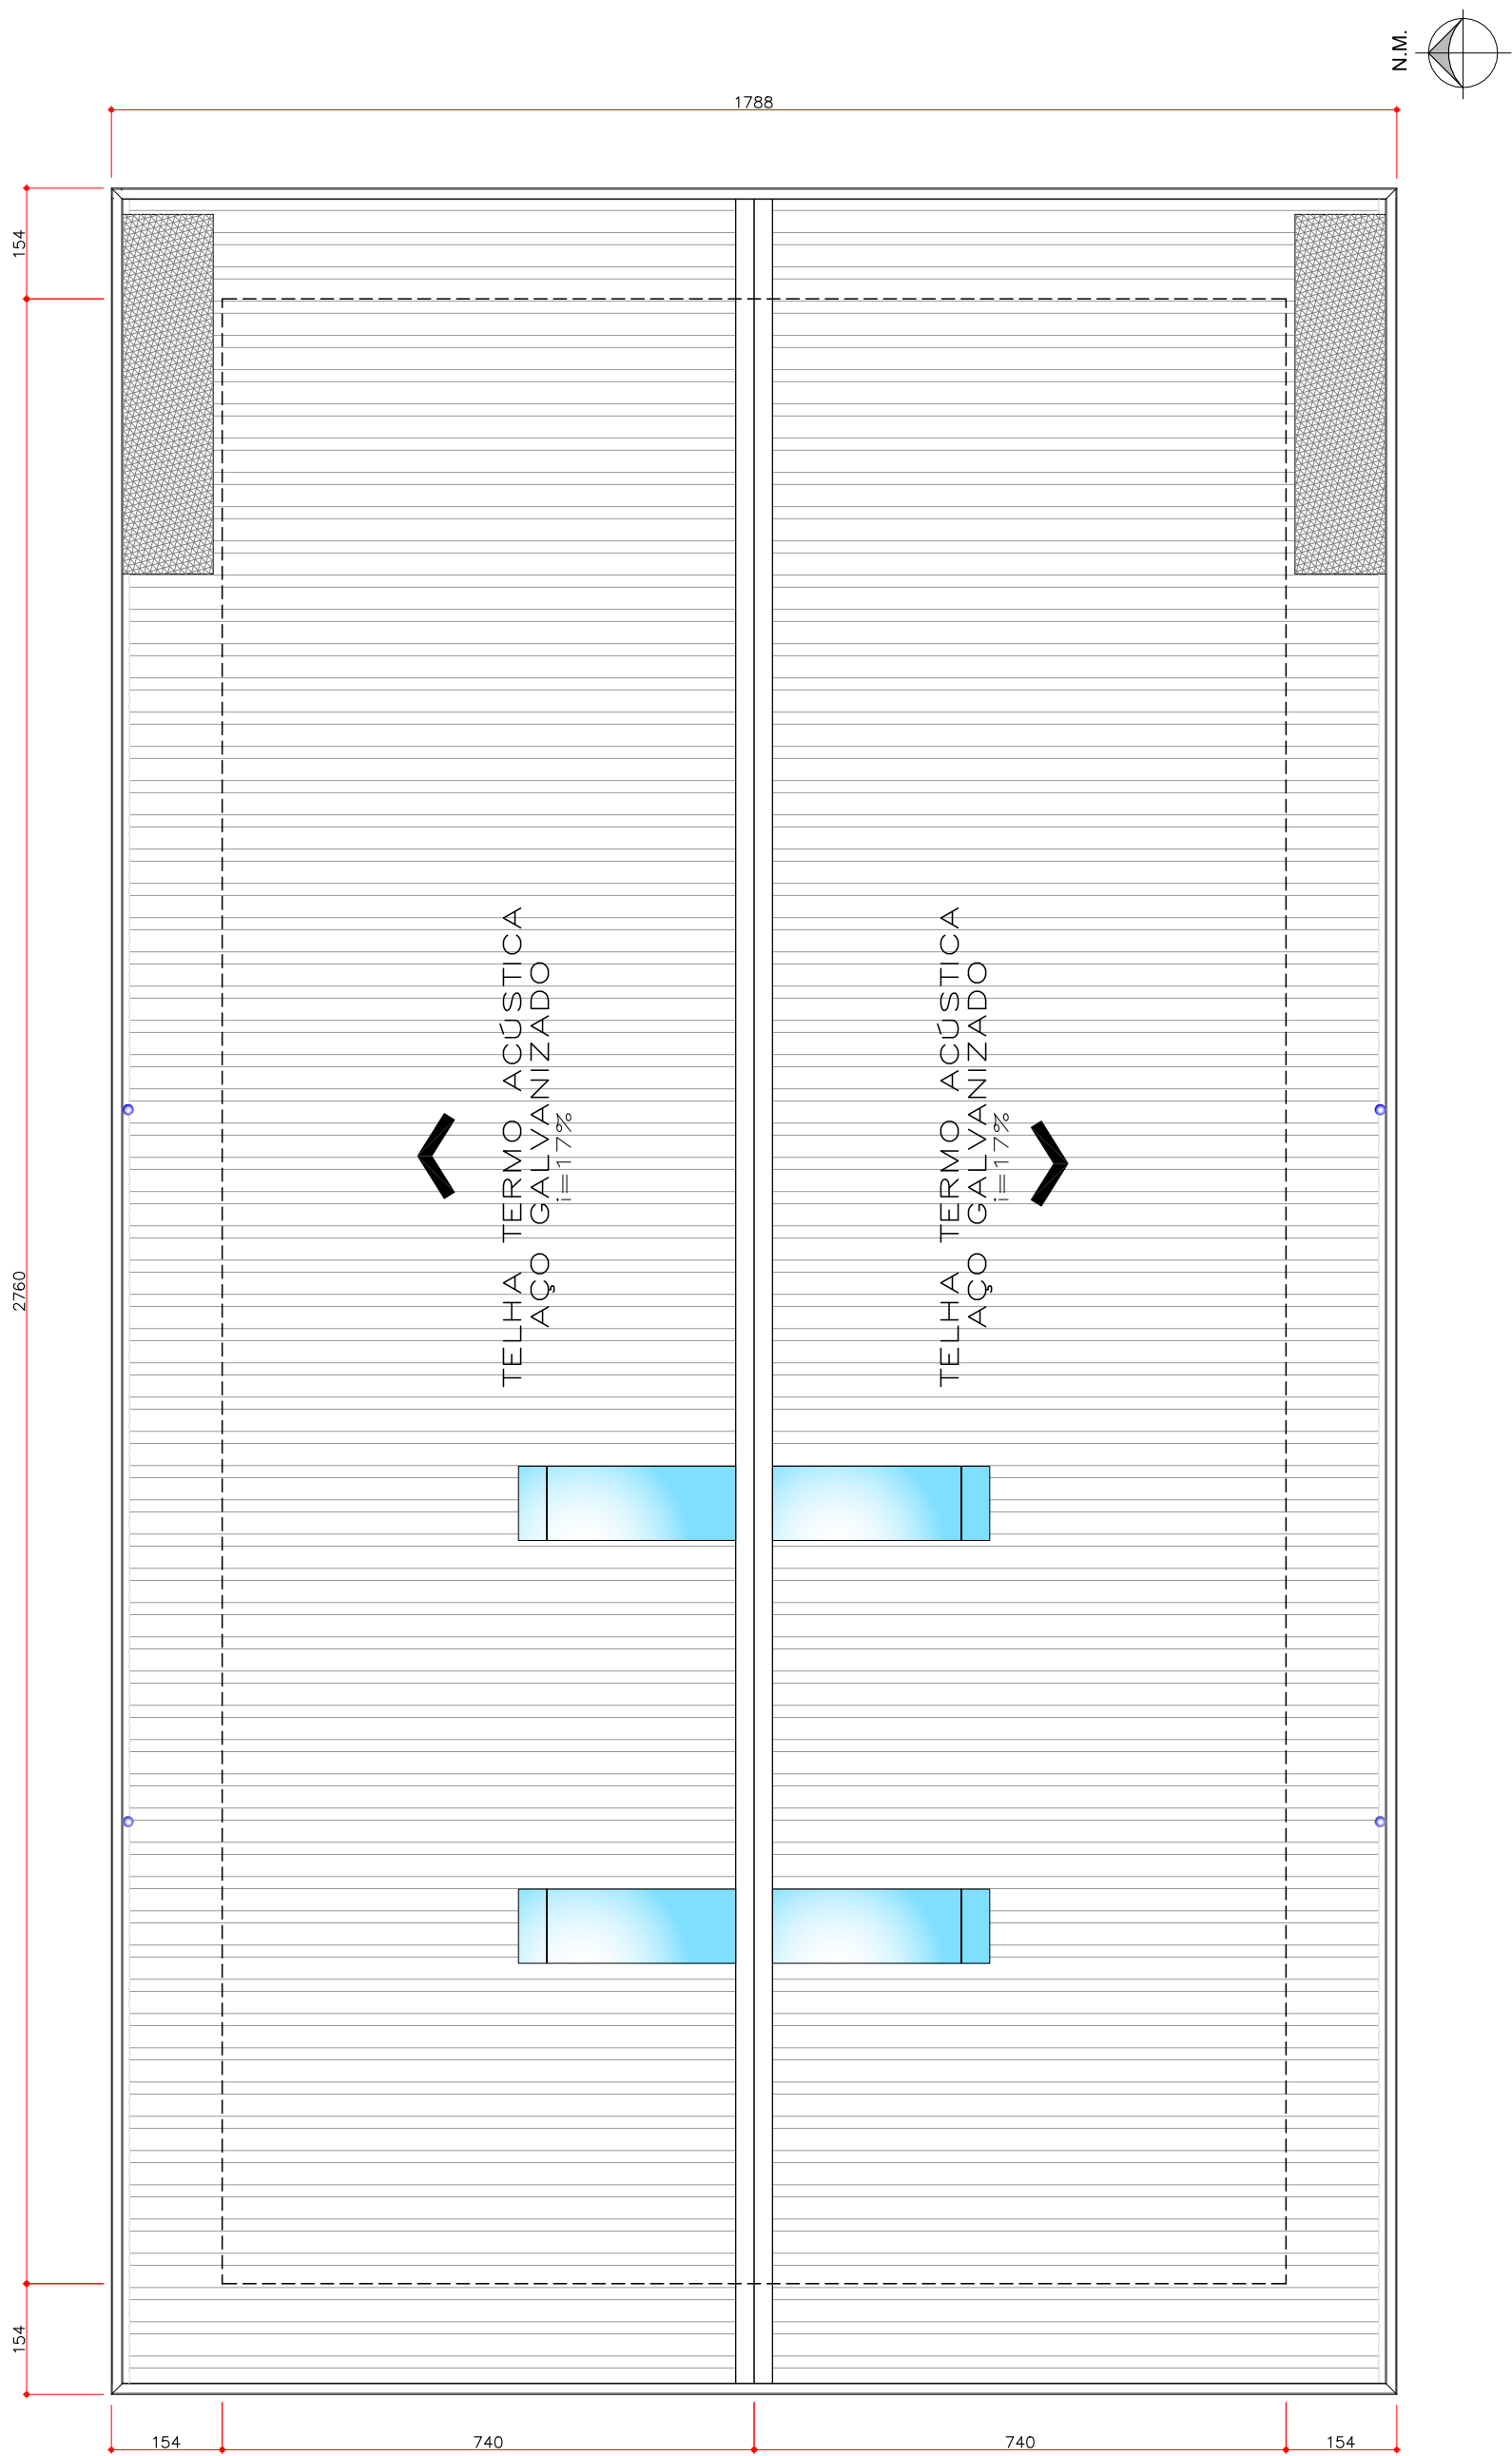 N.M.
1788
154
2760
154
TELHA TERMO ACÚSTICA
AÇO GALVANIZADO
i=17%
TELHA TERMO ACÚSTICA
AÇO GALVANIZADO
i=17%
154
740
740
154